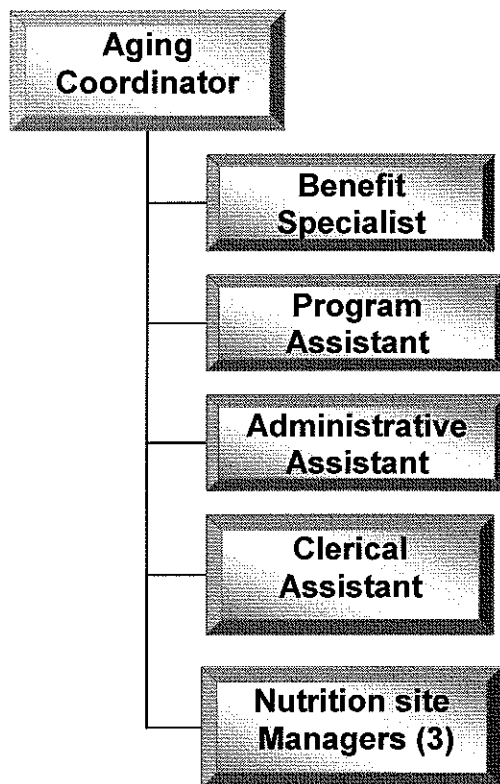 Aging
Coordinator
Benefit
Specialist
Program
Assistant
Administrative
Assistant
Clerical
Assistant
Nutrition site
Managers (3)